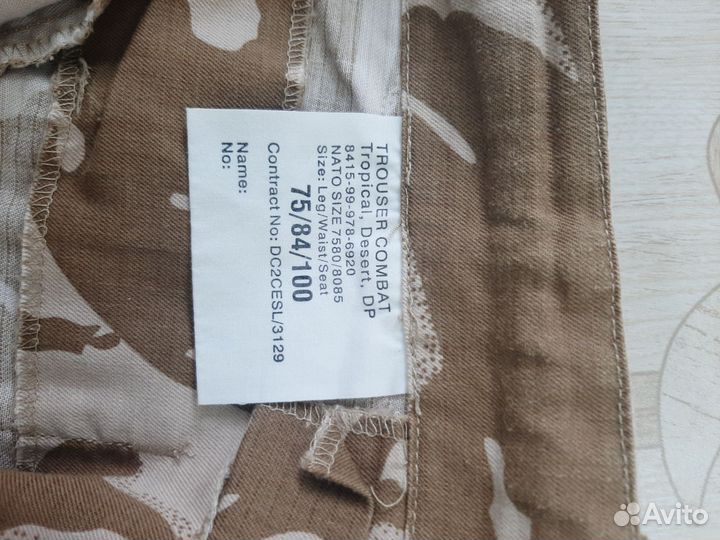 TROUSER COMBAT
Tropical, Desert, DP
8415-99-978-6920
NATO SIZE 7580/8085
Size: Leg/Waist/Seat
75/84/100
Contract No: DC2CESL/3129
Name:
No:
Avito